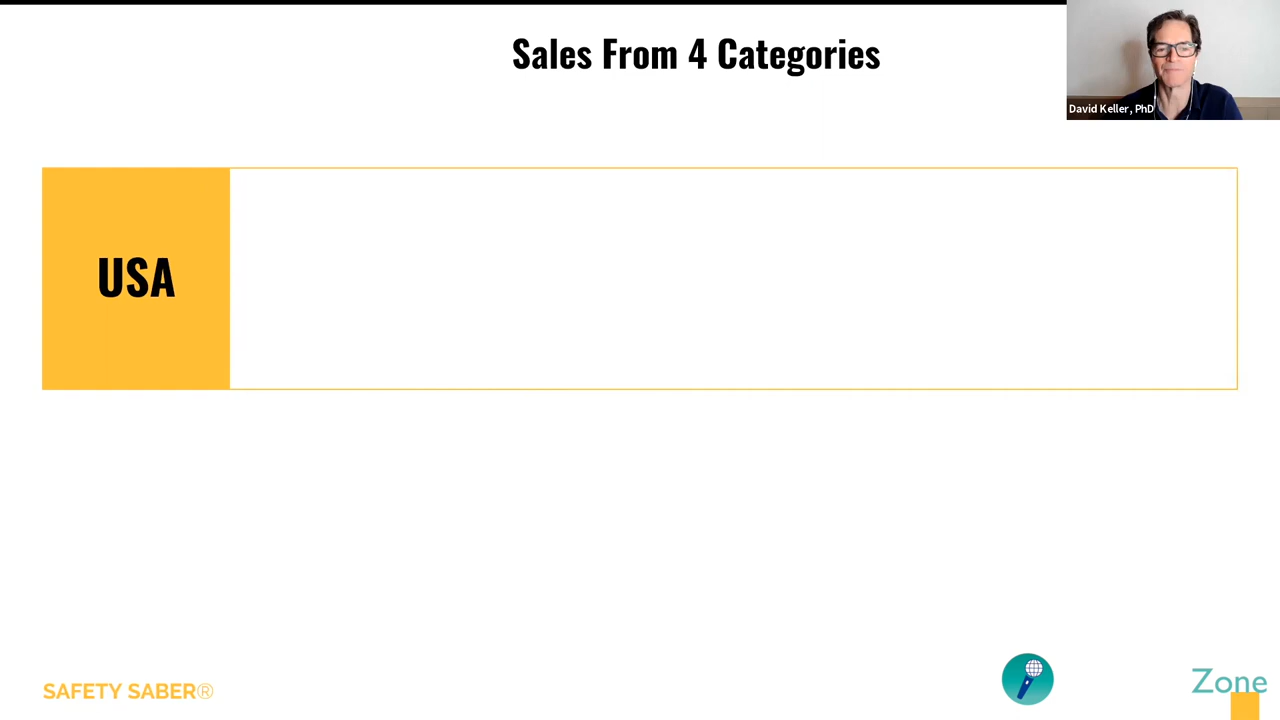 Sales From 4 Categories
David Keller, PhD
USA
SAFETY SABER®
Zone